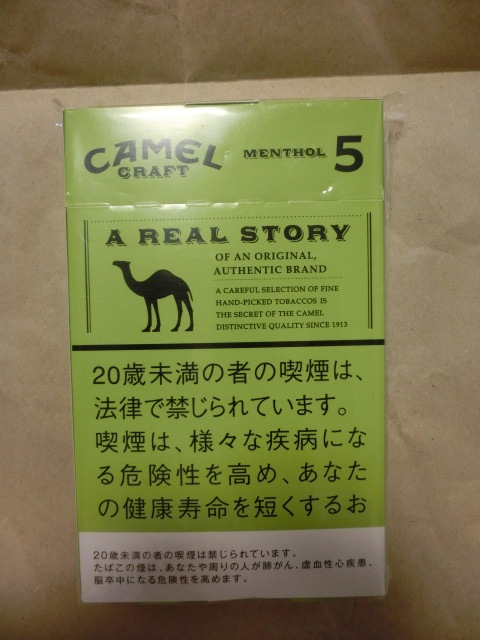 CAMEL
CRAFT
MENTHOL 5
A REAL STORY
OF AN ORIGINAL,
AUTHENTIC BRAND
A CAREFUL SELECTION OF FINE
HAND-PICKED TOBACCOS IS
THE SECRET OF THE CAMEL
DISTINCTIVE QUALITY SINCE 1913
20歳未満の者の喫煙は、
法律で禁じられています。
喫煙は、様々な疾病にな
る危険性を高め、あなた
の健康寿命を短くするお
20歳未満の者の喫煙は禁じられています。
たばこの煙は、あなたや周りの人が肺がん、虚血性心疾患、
脳卒中になる危険性を高めます。